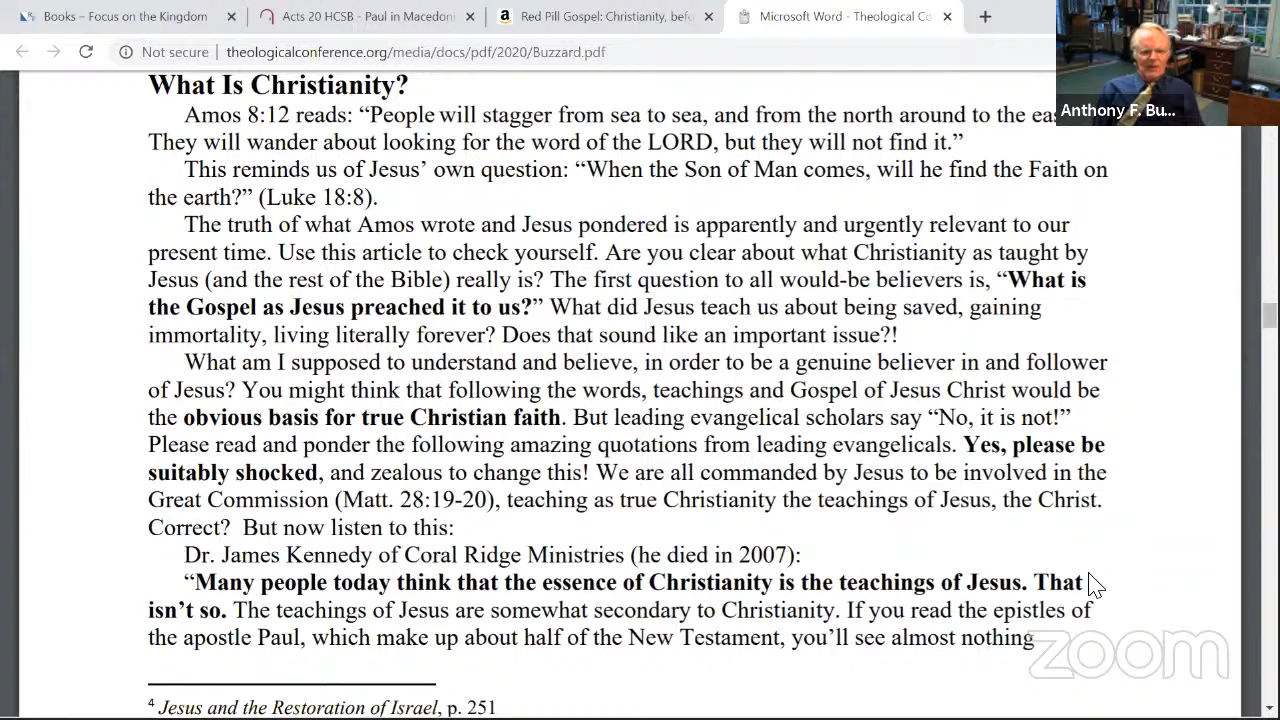 Books – Focus on the Kingdom
Acts 20 HCSB - Paul in Macedoni
Red Pill Gospel: Christianity, befo
Microsoft Word - Theological Co
Not secure | theologicalconference.org/media/docs/pdf/2020/Buzzard.pdf
Anthony F. Bu...
What Is Christianity?
Amos 8:12 reads: “People will stagger from sea to sea, and from the north around to the eas
They will wander about looking for the word of the LORD, but they will not find it.”
This reminds us of Jesus’ own question: “When the Son of Man comes, will he find the Faith on
the earth?” (Luke 18:8).
The truth of what Amos wrote and Jesus pondered is apparently and urgently relevant to our
present time. Use this article to check yourself. Are you clear about what Christianity as taught by
Jesus (and the rest of the Bible) really is? The first question to all would-be believers is, “What is
the Gospel as Jesus preached it to us?” What did Jesus teach us about being saved, gaining
immortality, living literally forever? Does that sound like an important issue?!
What am I supposed to understand and believe, in order to be a genuine believer in and follower
of Jesus? You might think that following the words, teachings and Gospel of Jesus Christ would be
the obvious basis for true Christian faith. But leading evangelical scholars say “No, it is not!”
Please read and ponder the following amazing quotations from leading evangelicals. Yes, please be
suitably shocked, and zealous to change this! We are all commanded by Jesus to be involved in the
Great Commission (Matt. 28:19-20), teaching as true Christianity the teachings of Jesus, the Christ.
Correct?  But now listen to this:
Dr. James Kennedy of Coral Ridge Ministries (he died in 2007):
“Many people today think that the essence of Christianity is the teachings of Jesus. That
isn’t so. The teachings of Jesus are somewhat secondary to Christianity. If you read the epistles of
the apostle Paul, which make up about half of the New Testament, you’ll see almost nothing
zoom
4 Jesus and the Restoration of Israel, p. 251